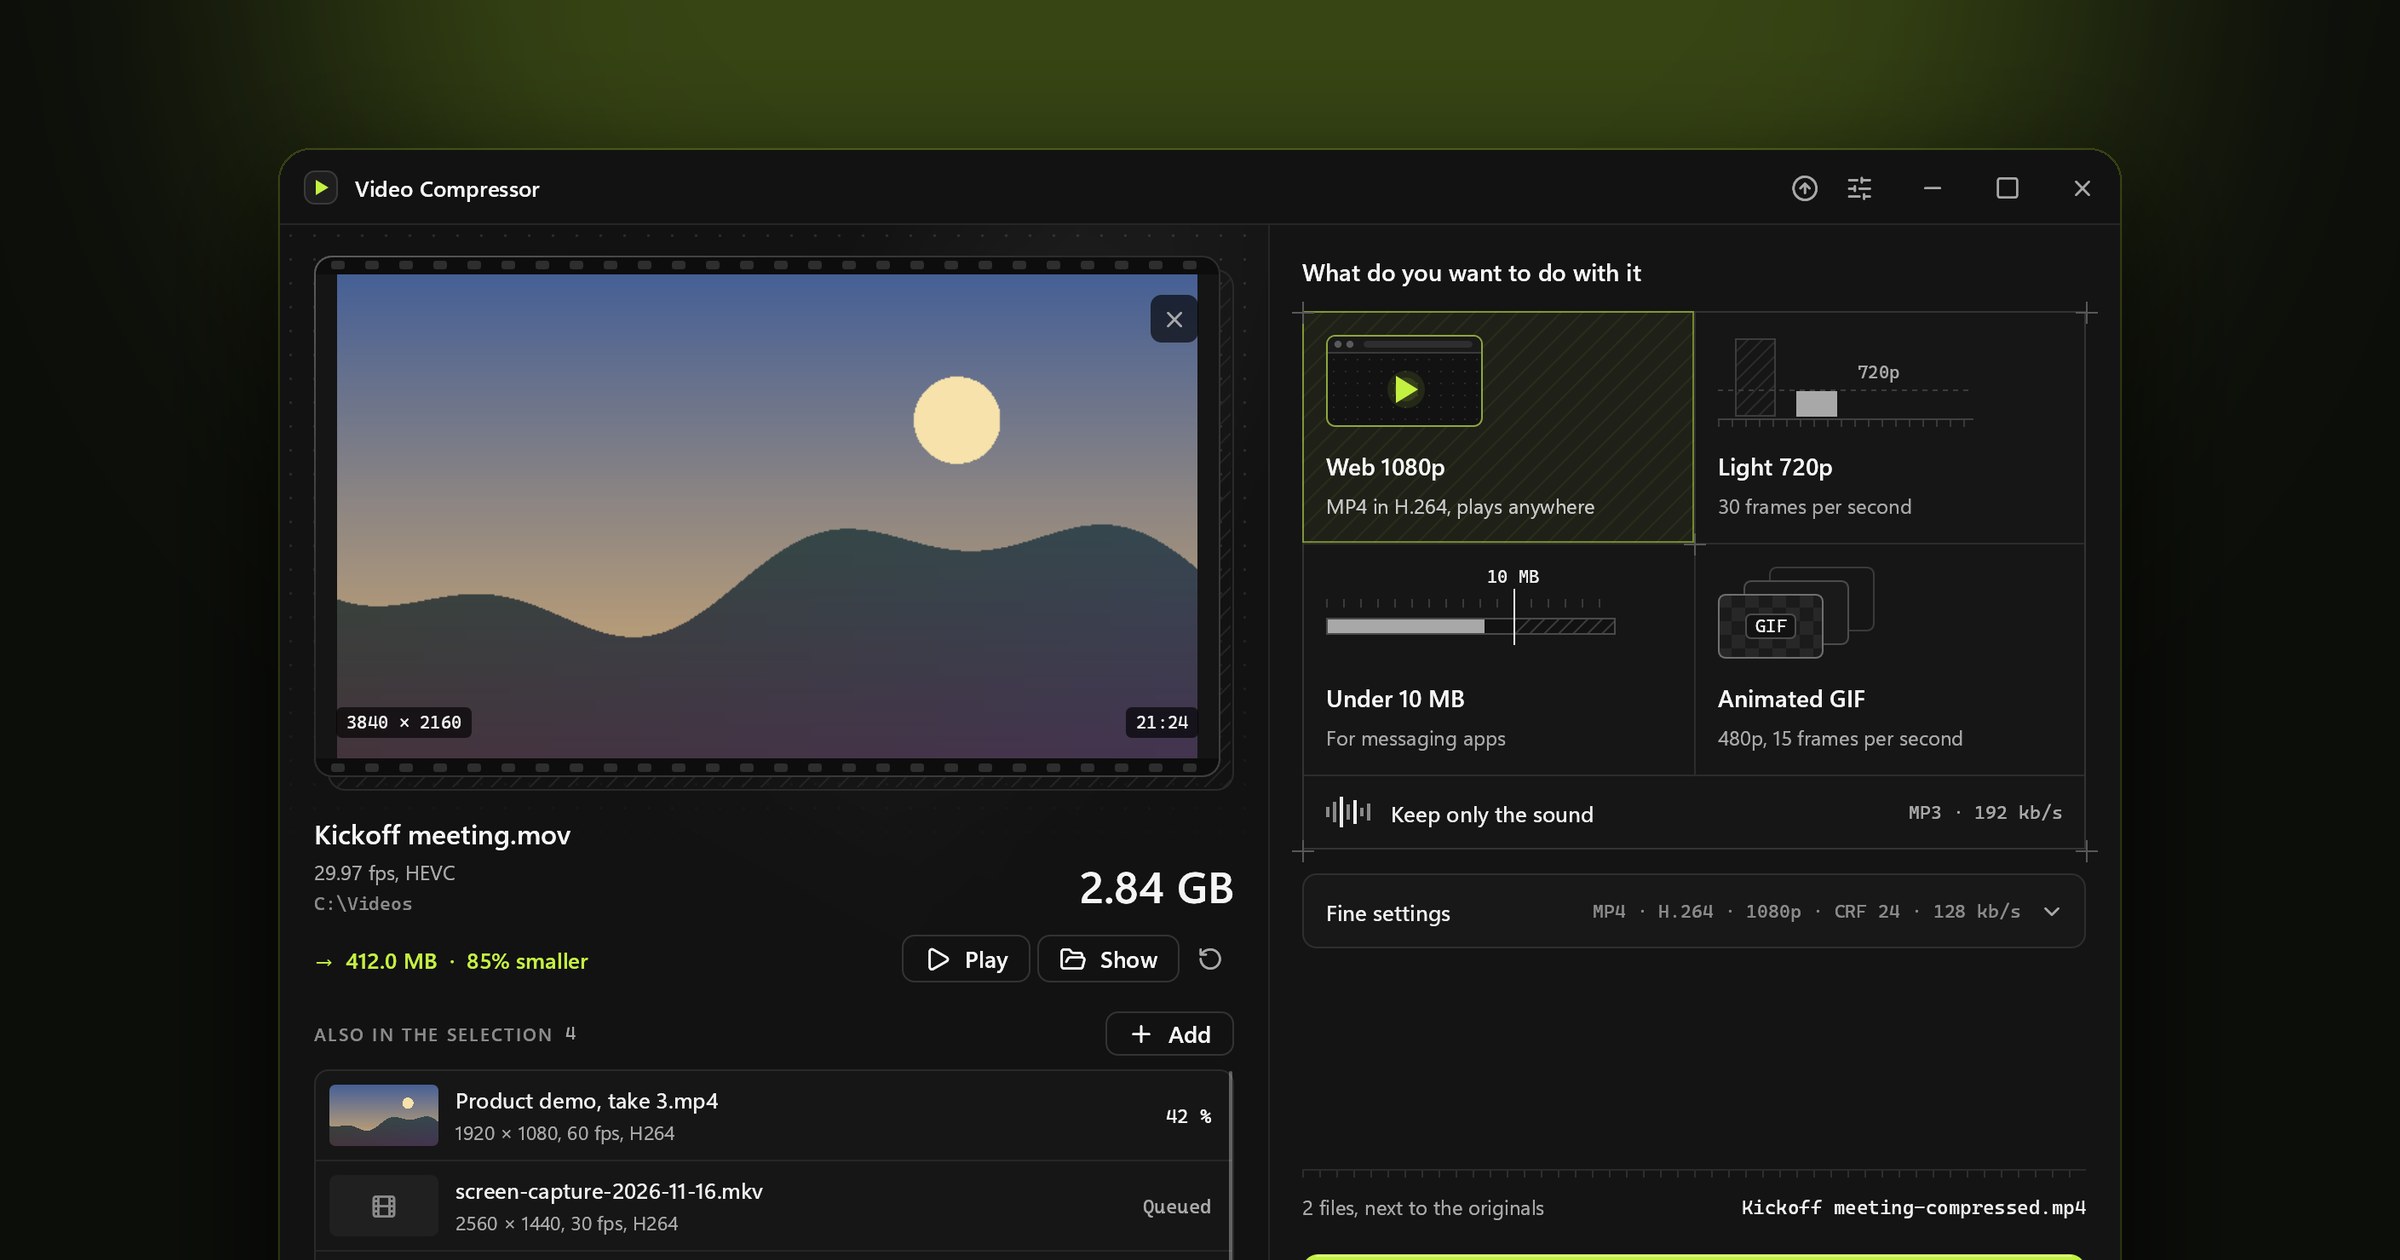 Video Compressor
3840 × 2160
21:24
Kickoff meeting.mov
29.97 fps, HEVC
C:\Videos
2.84 GB
→ 412.0 MB · 85% smaller
Play
Show
ALSO IN THE SELECTION 4
Add
Product demo, take 3.mp4
1920 × 1080, 60 fps, H264
42 %
screen-capture-2026-11-16.mkv
2560 × 1440, 30 fps, H264
Queued
What do you want to do with it
Web 1080p
MP4 in H.264, plays anywhere
720p
Light 720p
30 frames per second
10 MB
Under 10 MB
For messaging apps
GIF
Animated GIF
480p, 15 frames per second
Keep only the sound
MP3 · 192 kb/s
Fine settings
MP4 · H.264 · 1080p · CRF 24 · 128 kb/s
2 files, next to the originals
Kickoff meeting-compressed.mp4